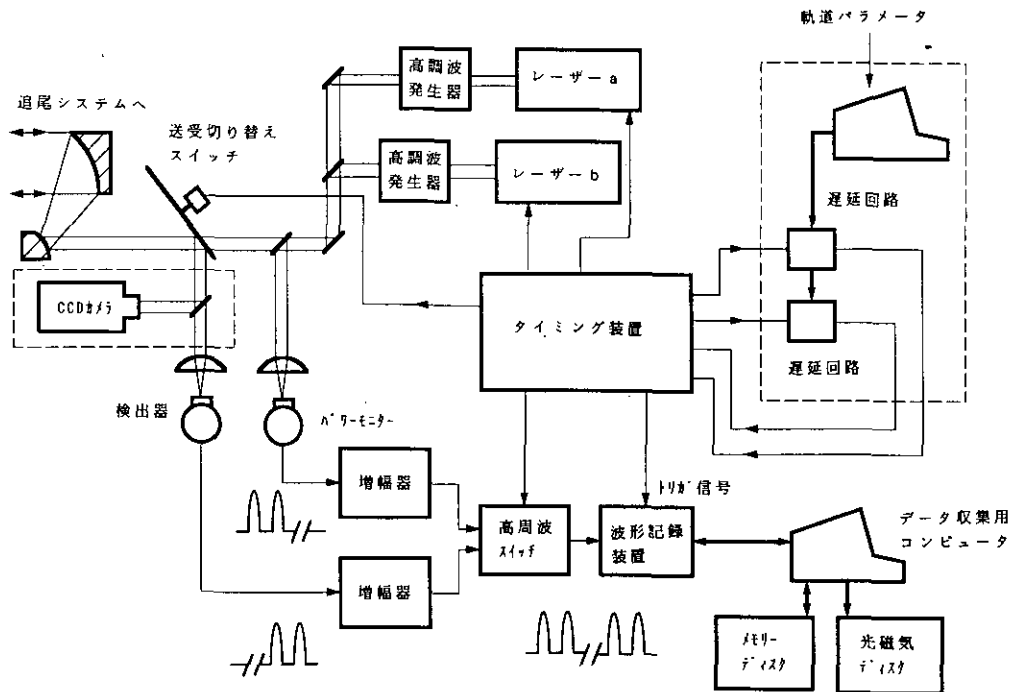 軌道パラメータ
高調波
発生器
レーザーa
追尾システムへ
送受切り替え
スイッチ
高調波
発生器
レーザーb
遅延回路
CCDカメラ
タイミング装置
遅延回路
検出器
パワーモニター
増幅器
トリガ信号
高周波
スイッチ
波形記録
装置
データ収集用
コンピュータ
増幅器
メモリー
ディスク
光磁気
ディスク